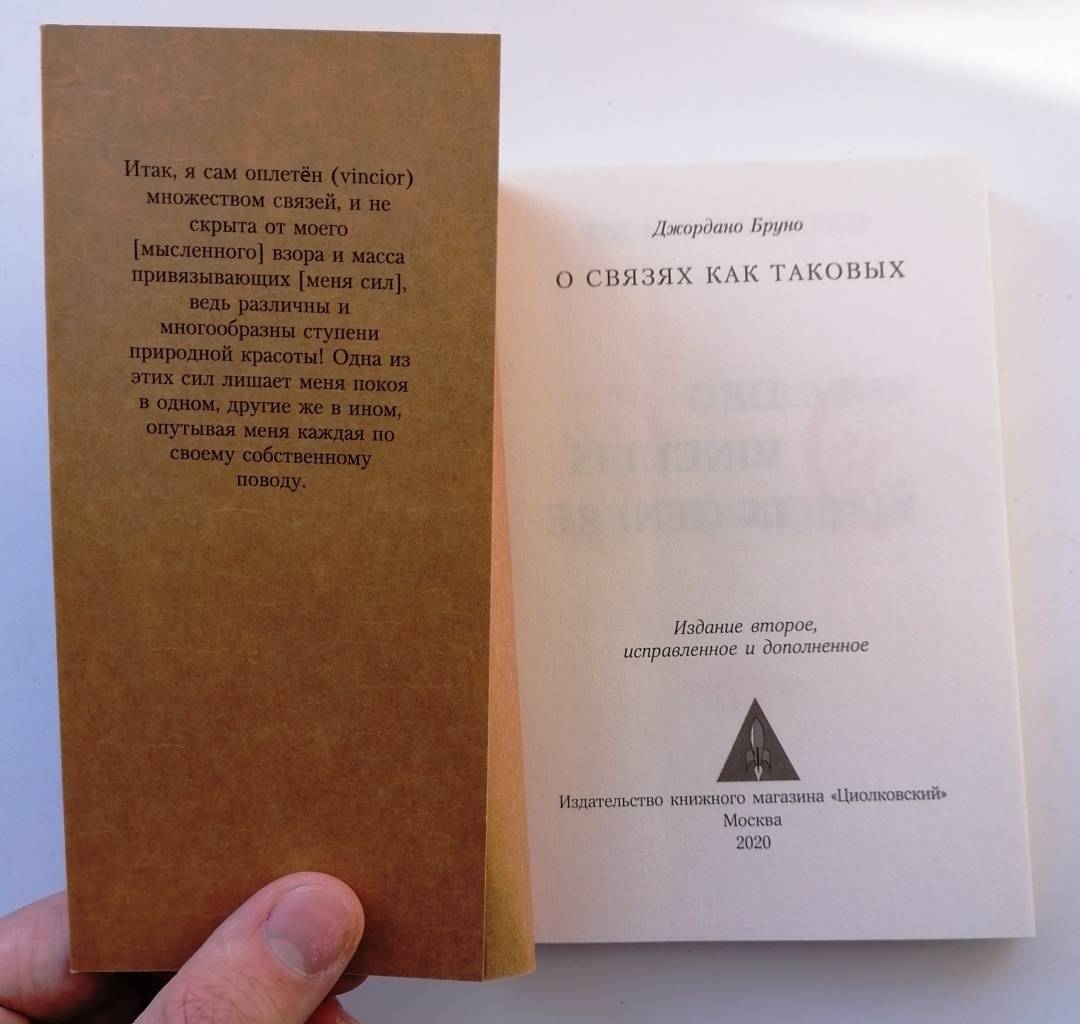 Итак, я сам оплетён (vincior)
множеством связей, и не
скрыта от моего
[мысленного] взора и масса
привязывающих [меня сил],
ведь различны и
многообразны ступени
природной красоты! Одна из
этих сил лишает меня покоя
в одном, другие же в ином,
опутывая меня каждая по
своему собственному
поводу.
Джордано Бруно
О СВЯЗЯХ КАК ТАКОВЫХ
Издание второе,
исправленное и дополненное
Издательство книжного магазина «Циолковский»
Москва
2020